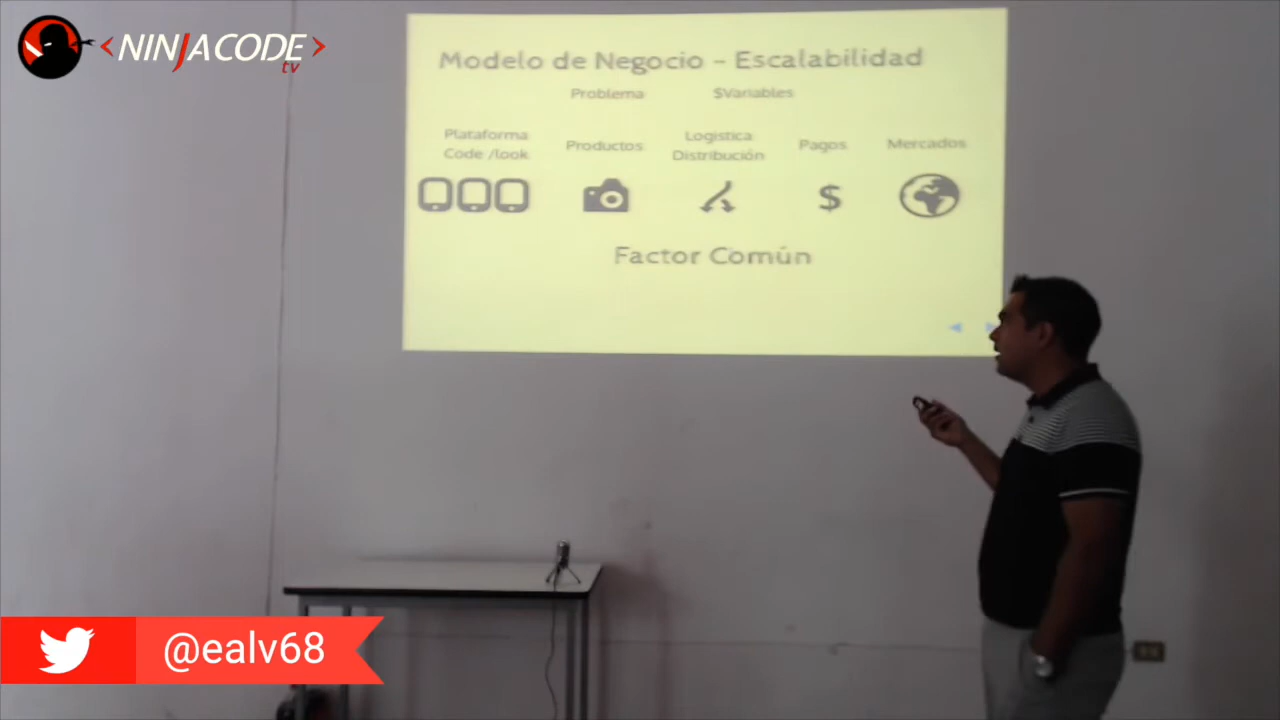 <NINJACODE>
tv
Modelo de Negocio - Escalabilidad
Problema $Variables
Plataforma
Code /look
Productos
Logistica
Distribución
Pagos
Mercados
$
Factor Común
@ealv68